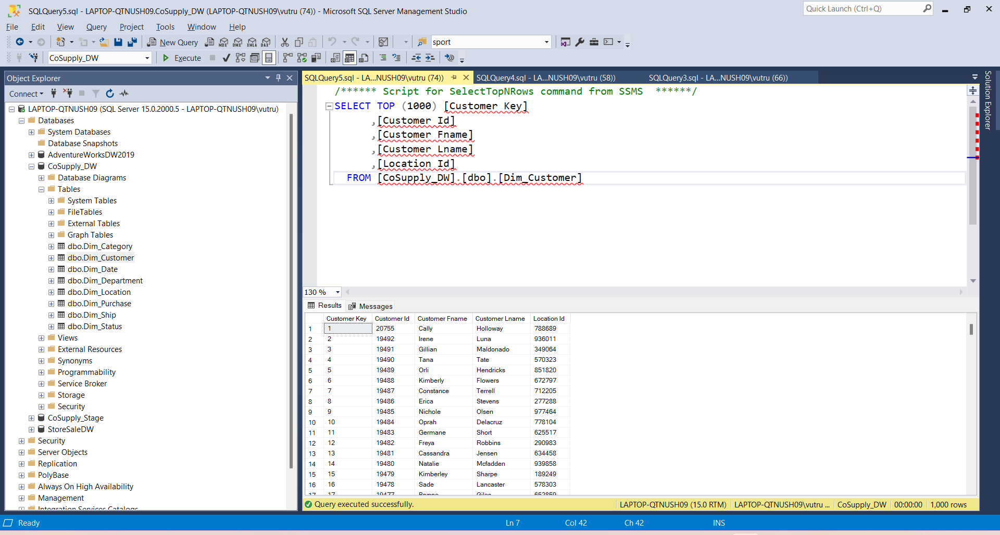 SQLQuery5.sql - LAPTOP-QTNUSH09.CoSupply_DW (LAPTOP-QTNUSH09\vutru (74)) - Microsoft SQL Server Management Studio
Quick Launch (Ctrl+Q)
File Edit View Query Project Tools Window Help
New Query MDX DMX XMLA DAX sport
CoSupply_DW Execute
Object Explorer
Connect
LAPTOP-QTNUSH09 (SQL Server 15.0.2000.5 - LAPTOP-QTNUSH09\vutru)
Databases
System Databases
Database Snapshots
AdventureWorksDW2019
CoSupply_DW
Database Diagrams
Tables
System Tables
FileTables
External Tables
Graph Tables
dbo.Dim_Category
dbo.Dim_Customer
dbo.Dim_Date
dbo.Dim_Department
dbo.Dim_Location
dbo.Dim_Purchase
dbo.Dim_Ship
dbo.Dim_Status
Views
External Resources
Synonyms
Programmability
Service Broker
Storage
Security
CoSupply_Stage
StoreSaleDW
Security
Server Objects
Replication
PolyBase
Always On High Availability
Management
Integration Services Catalogs
SQLQuery5.sql - LA...NUSH09\vutru (74)) SQLQuery4.sql - LA...NUSH09\vutru (58)) SQLQuery3.sql - LA...NUSH09\vutru (66))
/****** Script for SelectTopNRows command from SSMS  ******/
SELECT TOP (1000) [Customer Key]
,[Customer Id]
,[Customer Fname]
,[Customer Lname]
,[Location Id]
FROM [CoSupply_DW].[dbo].[Dim_Customer]
Solution Explorer
130 %
Results Messages
Customer Key Customer Id Customer Fname Customer Lname Location Id
1 1 20755 Cally Holloway 788689
2 2 19492 Irene Luna 936011
3 3 19491 Gillian Maldonado 349064
4 4 19490 Tana Tate 570323
5 5 19489 Orli Hendricks 851820
6 6 19488 Kimberly Flowers 672797
7 7 19487 Constance Terrell 712205
8 8 19486 Erica Stevens 277288
9 9 19485 Nichole Olsen 977464
10 10 19484 Oprah Delacruz 778104
11 11 19483 Germane Short 625517
12 12 19482 Freya Robbins 290983
13 13 19481 Cassandra Jensen 634458
14 14 19480 Natalie Mcfadden 939858
15 15 19479 Kimberley Sharpe 189249
16 16 19478 Sade Lancaster 578303
17 17 19477 Brynne Giles 652859
Query executed successfully. LAPTOP-QTNUSH09 (15.0 RTM) LAPTOP-QTNUSH09\vutru ... CoSupply_DW 00:00:00 1,000 rows
Ready Ln 7 Col 42 Ch 42 INS